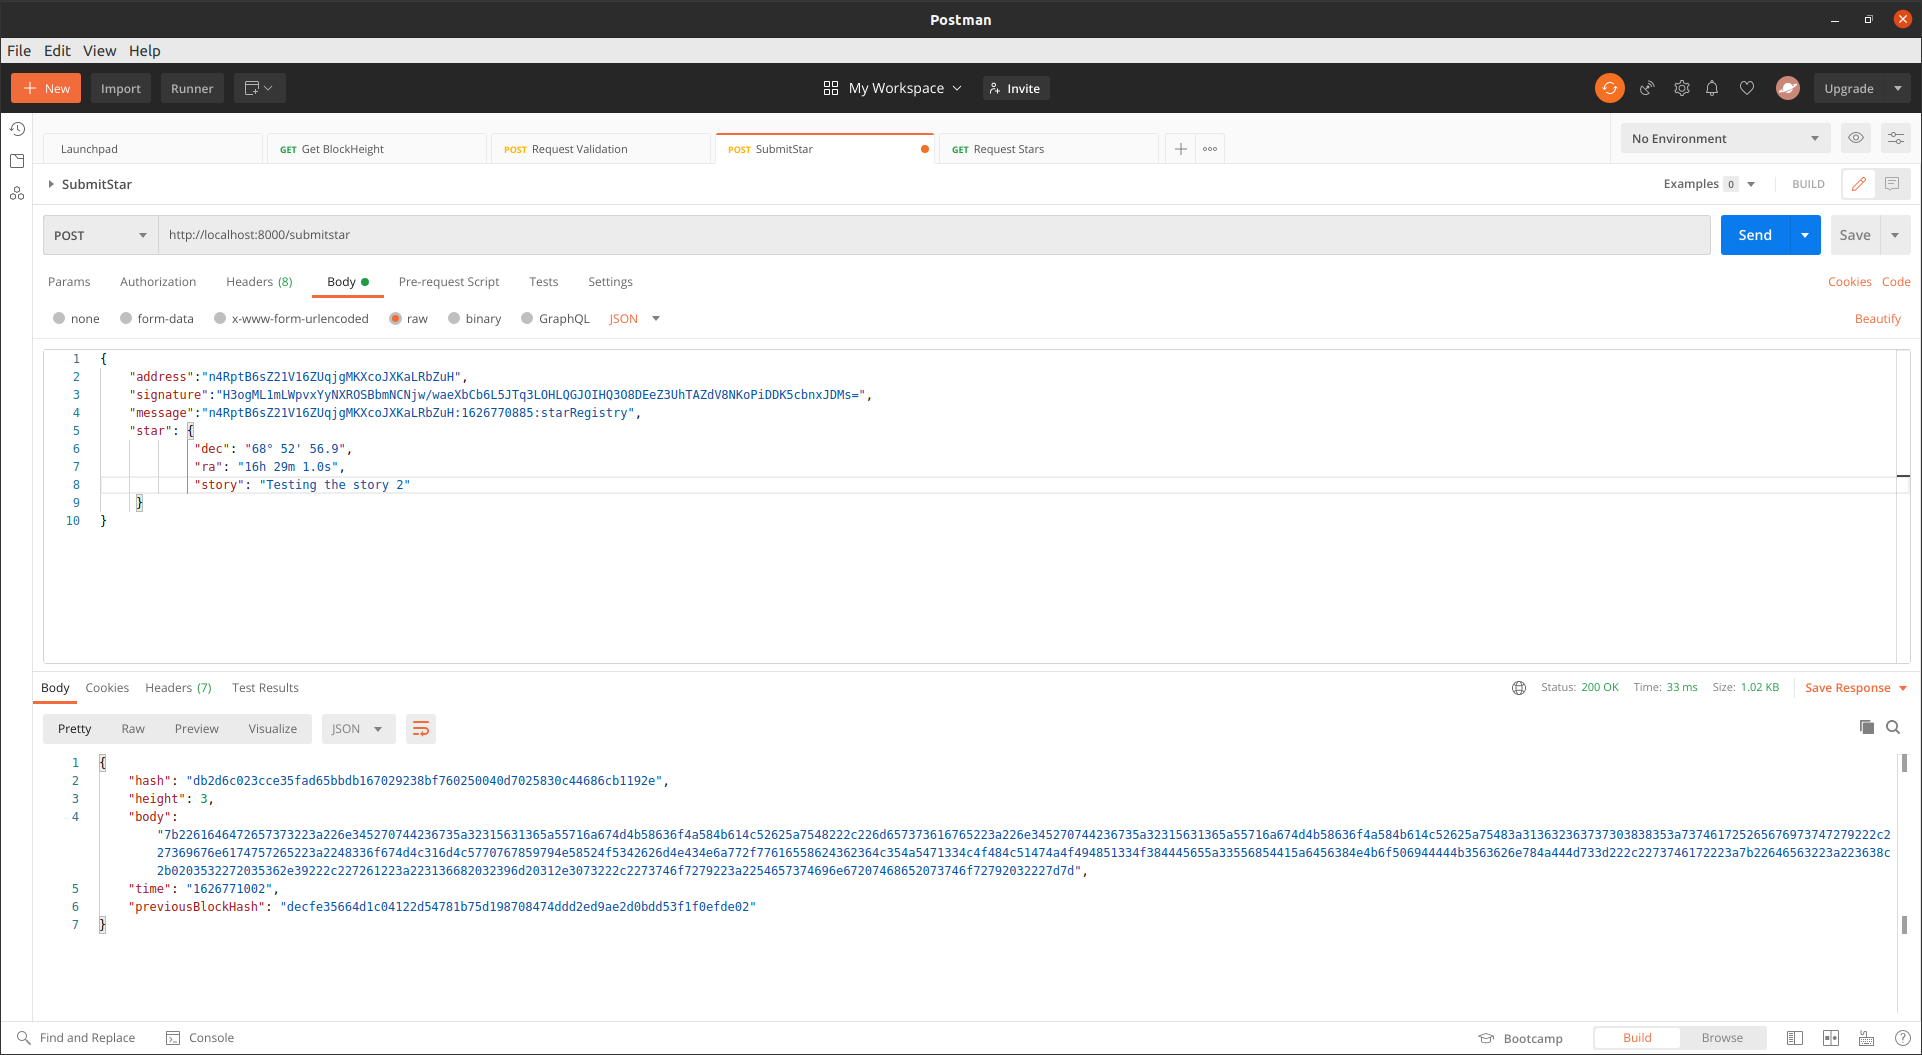 Postman
File Edit View Help
New Import Runner My Workspace Invite Upgrade
Launchpad GET Get BlockHeight POST Request Validation POST SubmitStar GET Request Stars No Environment
SubmitStar Examples 0 BUILD
POST http://localhost:8000/submitstar Send Save
Params Authorization Headers (8) Body Pre-request Script Tests Settings Cookies Code
none form-data x-www-form-urlencoded raw binary GraphQL JSON Beautify
1 {
2 "address":"n4RptB6sZ21V16ZUqjgMKXcoJXKaLRbZuH",
3 "signature":"H3ogML1mLWpvxYyNXROSBbmNCNjw/waeXbCb6L5JTq3LOHLQGJOIHQ3O8DEeZ3UhTAZdV8NKoPiDDK5cbnxJDMs=",
4 "message":"n4RptB6sZ21V16ZUqjgMKXcoJXKaLRbZuH:1626770885:starRegistry",
5 "star": {
6 "dec": "68° 52' 56.9",
7 "ra": "16h 29m 1.0s",
8 "story": "Testing the story 2"
9 }
10 }
Body Cookies Headers (7) Test Results Status: 200 OK Time: 33 ms Size: 1.02 KB Save Response
Pretty Raw Preview Visualize JSON
1 {
2 "hash": "db2d6c023cce35fad65bbdb167029238bf760250040d7025830c44686cb1192e",
3 "height": 3,
4 "body":
5 "time": "1626771002",
6 "previousBlockHash": "decfe35664d1c04122d54781b75d198708474ddd2ed9ae2d0bdd53f1f0efde02"
7 }
Find and Replace Console Bootcamp Build Browse